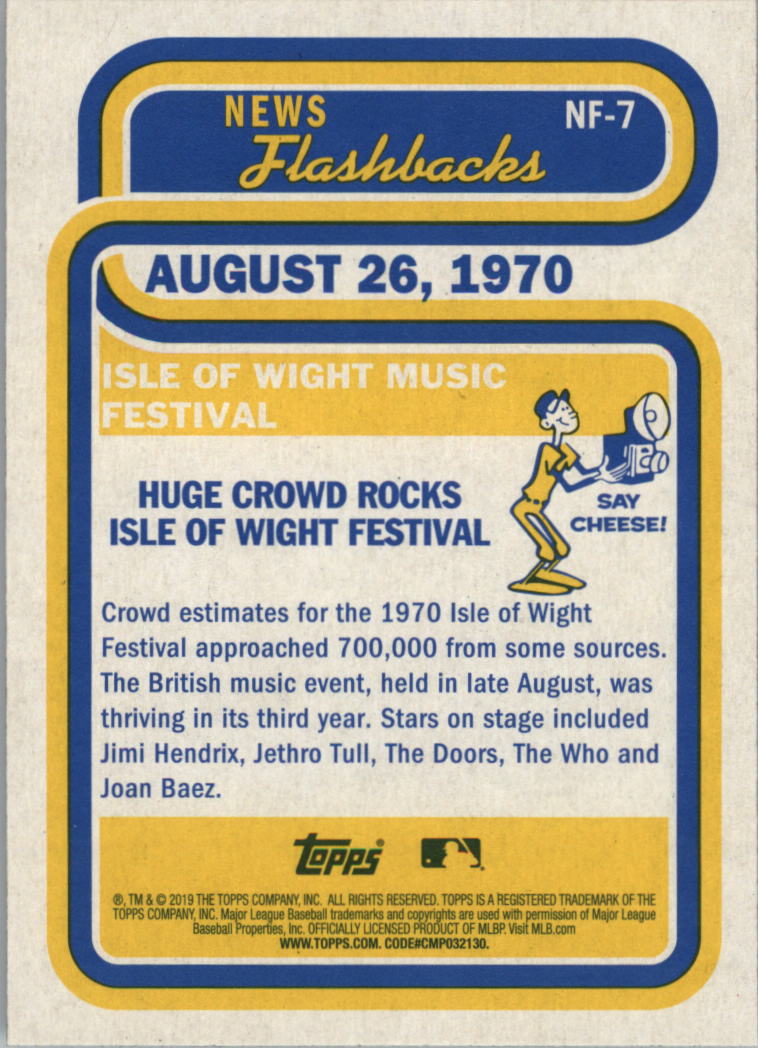 NEWS
NF-7
Flashbacks
AUGUST 26, 1970
ISLE OF WIGHT MUSIC
FESTIVAL
HUGE CROWD ROCKS
ISLE OF WIGHT FESTIVAL
SAY
CHEESE!
Crowd estimates for the 1970 Isle of Wight
Festival approached 700,000 from some sources.
The British music event, held in late August, was
thriving in its third year. Stars on stage included
Jimi Hendrix, Jethro Tull, The Doors, The Who and
Joan Baez.
Topps®
®, TM & © 2019 THE TOPPS COMPANY, INC. ALL RIGHTS RESERVED. TOPPS IS A REGISTERED TRADEMARK OF THE
TOPPS COMPANY, INC. Major League Baseball trademarks and copyrights are used with permission of Major League
Baseball Properties, Inc. OFFICIALLY LICENSED PRODUCT OF MLBP. Visit MLB.com
WWW.TOPPS.COM. CODE#CMP032130.